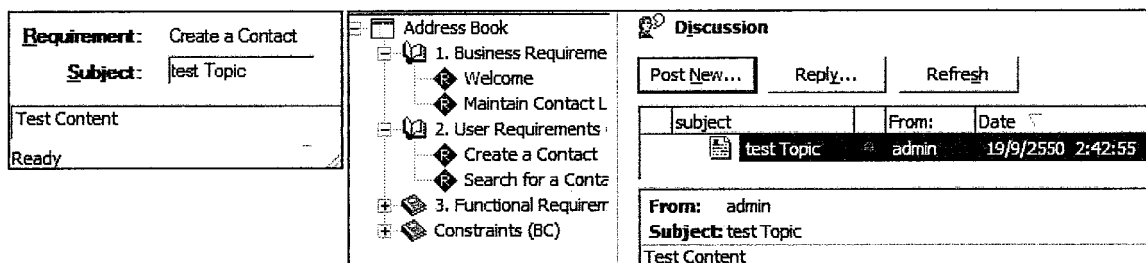 Requirement: Create a Contact
Subject: test Topic
Test Content
Ready
Address Book
1. Business Requireme
Welcome
Maintain Contact L
2. User Requirements
Create a Contact
Search for a Conta
3. Functional Requirem
Constraints (BC)
Discussion
Post New... Reply... Refresh
subject From: Date
test Topic admin 19/9/2550 2:42:55
From: admin
Subject: test Topic
Test Content